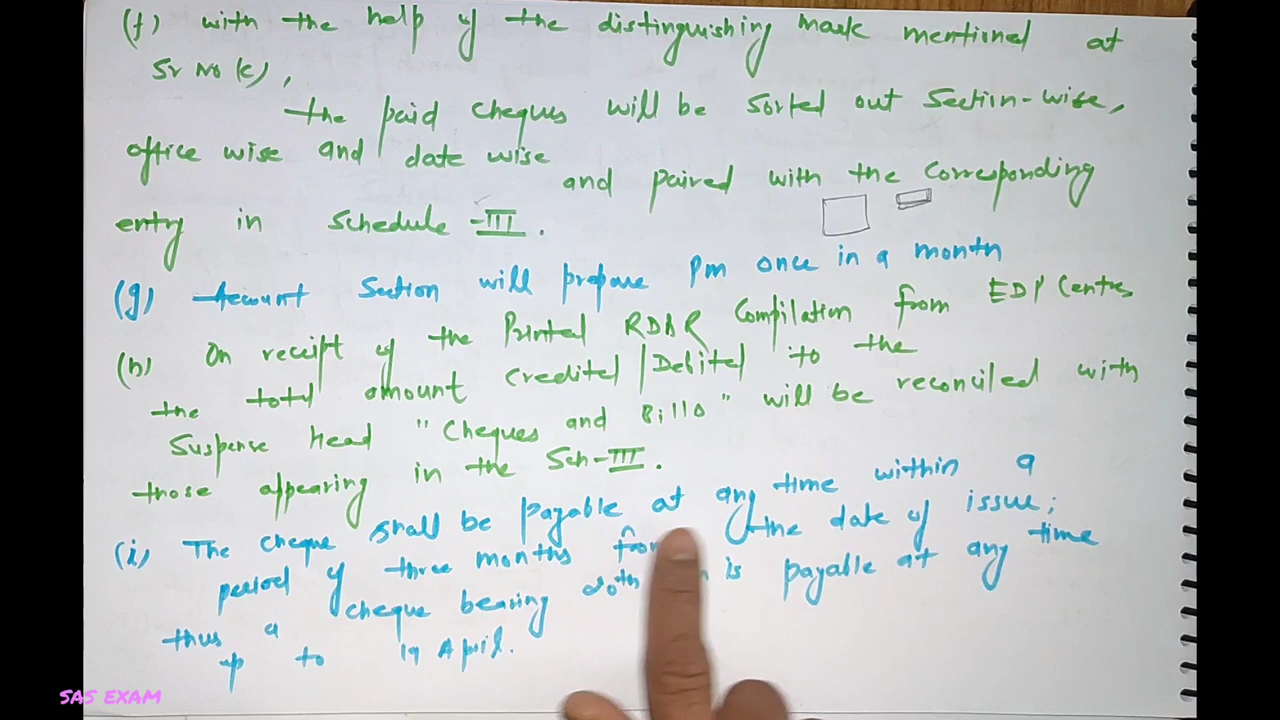 (f) with the help of the distinguishing mark mentioned at
Sr No (c),
the paid cheques will be sorted out Section-wise,
office wise and date wise
and paired with the corresponding
entry in Schedule-III.
(g) Account Section will prepare Pm once in a month
(h) On receipt of the Printed RDAR Compilation from EDP Centres
the total amount credited/Debited to the
Suspense Head "Cheques and Bills" will be reconciled with
those appearing in the Sch-III.
(i) The cheque shall be payable at any time within a
period of three months from the date of issue;
thus a cheque bearing 20th is payable at any time
up to 19 April.
SAS EXAM